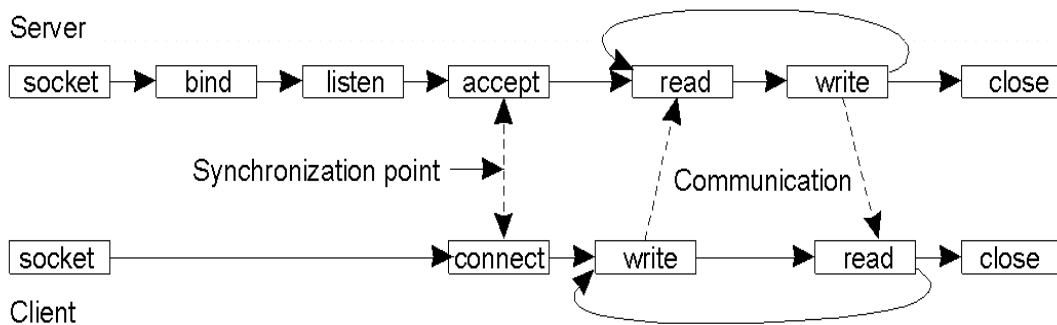 Server
socket bind listen accept read write close
Synchronization point
Communication
socket connect write read close
Client